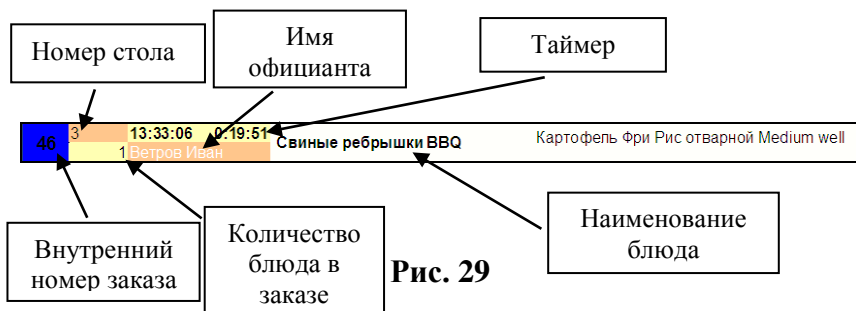 Номер стола
Имя
официанта
Таймер
46
3
13:33:06
0:19:51
1
Ветров Иван
Свиные ребрышки BBQ
Картофель Фри Рис отварной Medium well
Внутренний
номер заказа
Количество
блюда в
заказе
Рис. 29
Наименование
блюда